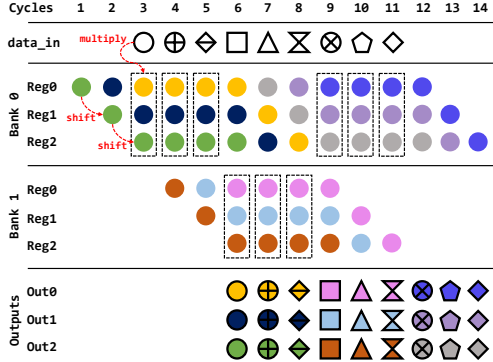 Cycles 1 2 3 4 5 6 7 8 9 10 11 12 13 14
multiply
data_in
Bank 0
Reg0
Reg1
shift
Reg2
shift
Bank 1
Reg0
Reg1
Reg2
Outputs
Out0
Out1
Out2